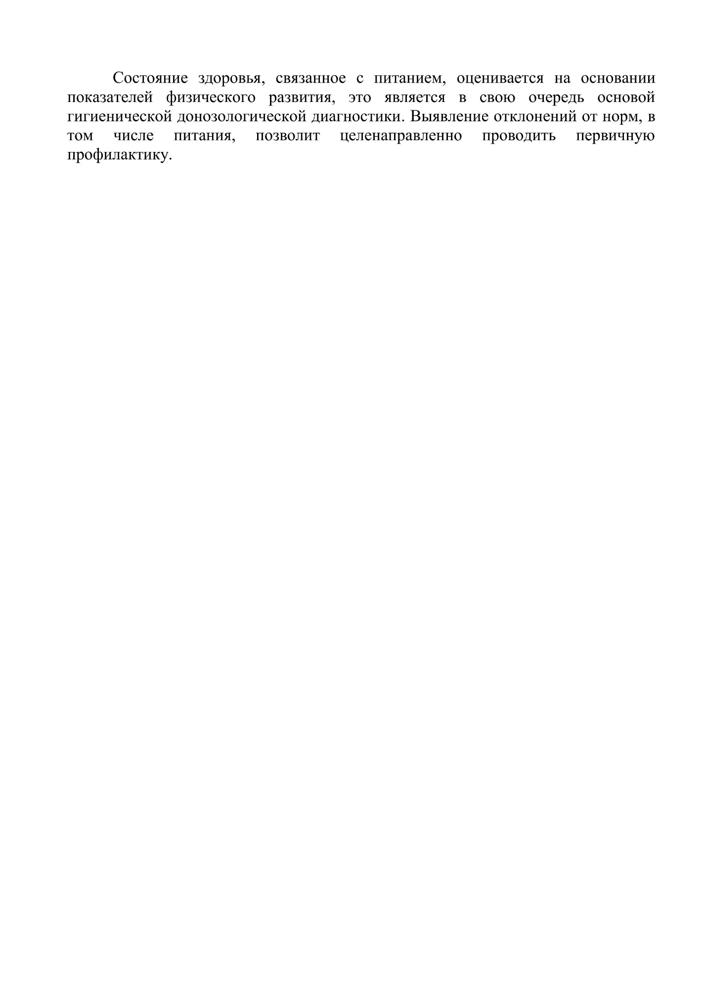 Состояние здоровья, связанное с питанием, оценивается на основании
показателей физического развития, это является в свою очередь основой
гигиенической донозологической диагностики. Выявление отклонений от норм, в
том числе питания, позволит целенаправленно проводить первичную
профилактику.